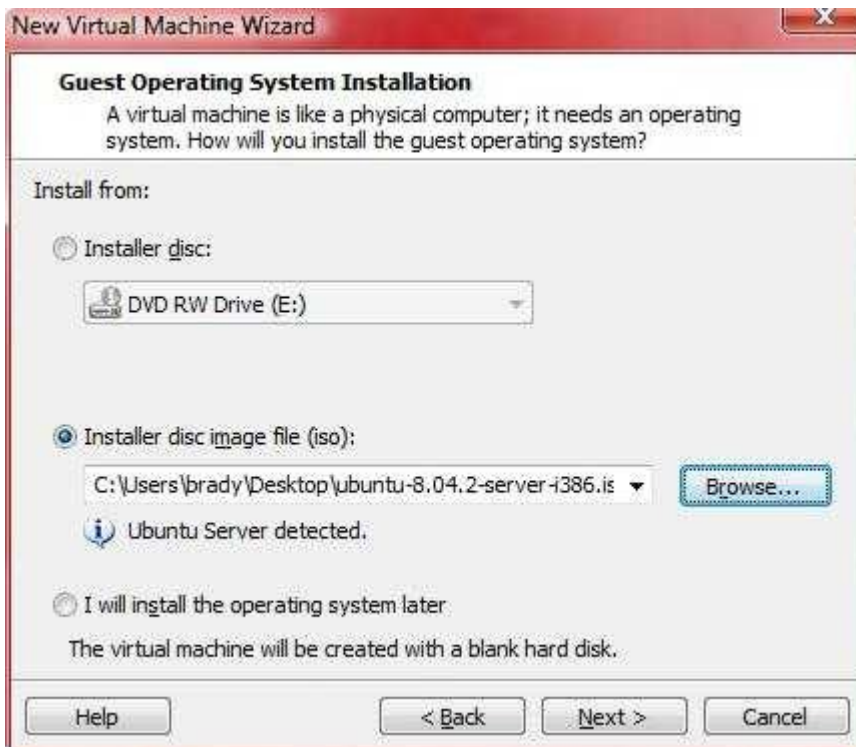 New Virtual Machine Wizard
Guest Operating System Installation
A virtual machine is like a physical computer; it needs an operating
system. How will you install the guest operating system?
Install from:
Installer disc:
DVD RW Drive (E:)
Installer disc image file (iso):
C:\Users\brady\Desktop\ubuntu-8.04.2-server-i386.is
Browse...
Ubuntu Server detected.
I will install the operating system later
The virtual machine will be created with a blank hard disk.
Help
< Back
Next >
Cancel